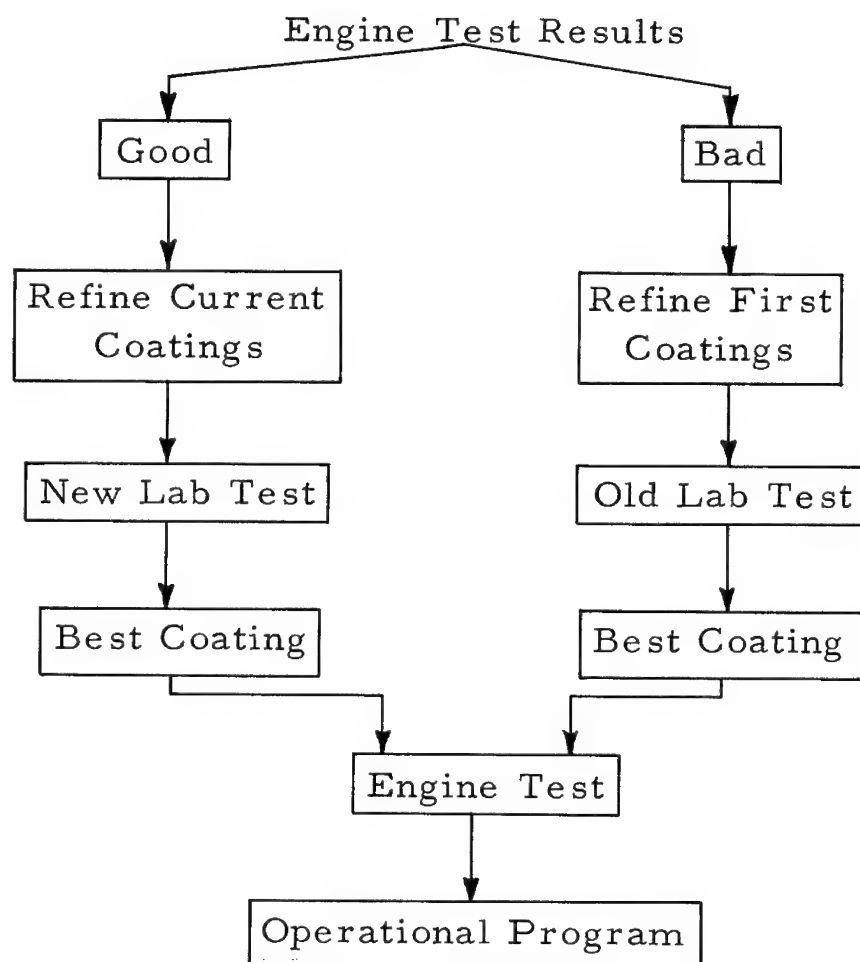 Engine Test Results
Good
Bad
Refine Current
Coatings
Refine First
Coatings
New Lab Test
Old Lab Test
Best Coating
Best Coating
Engine Test
Operational Program